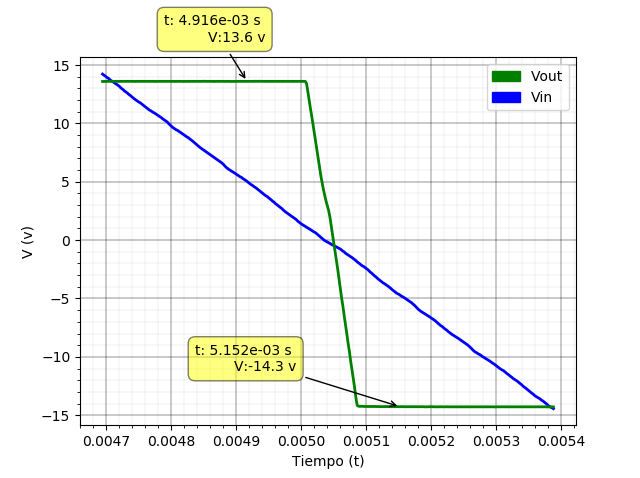 t: 4.916e-03 s
V:13.6 v
15
10
5
0
−5
−10
−15
V (v)
Vout
Vin
t: 5.152e-03 s
V:-14.3 v
0.0047 0.0048 0.0049 0.0050 0.0051 0.0052 0.0053 0.0054
Tiempo (t)